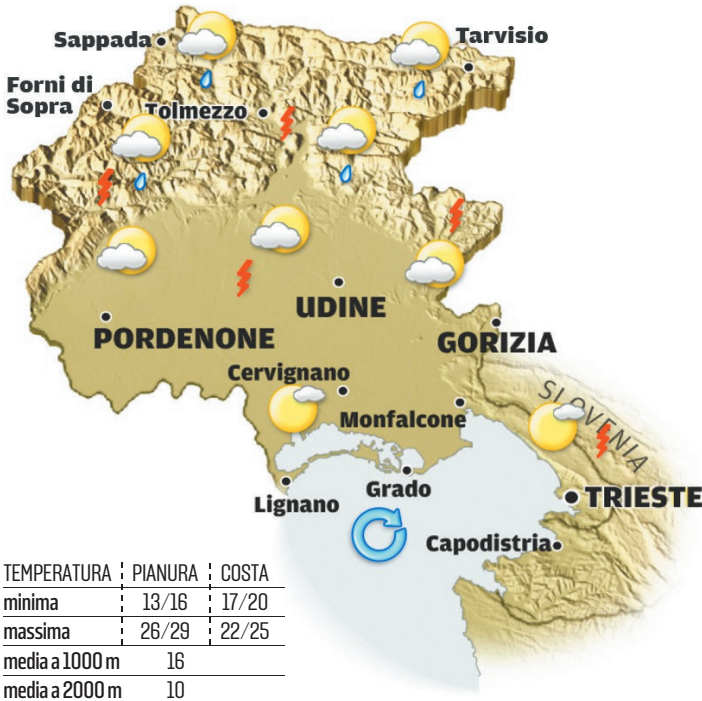 Sappada
Tarvisio
Forni di
Sopra
Tolmezzo
UDINE
PORDENONE
GORIZIA
Cervignano
SLOVENIA
Monfalcone
Lignano
Grado
TRIESTE
Capodistria
TEMPERATURA PIANURA COSTA
minima 13/16 17/20
massima 26/29 22/25
media a 1000 m 16
media a 2000 m 10